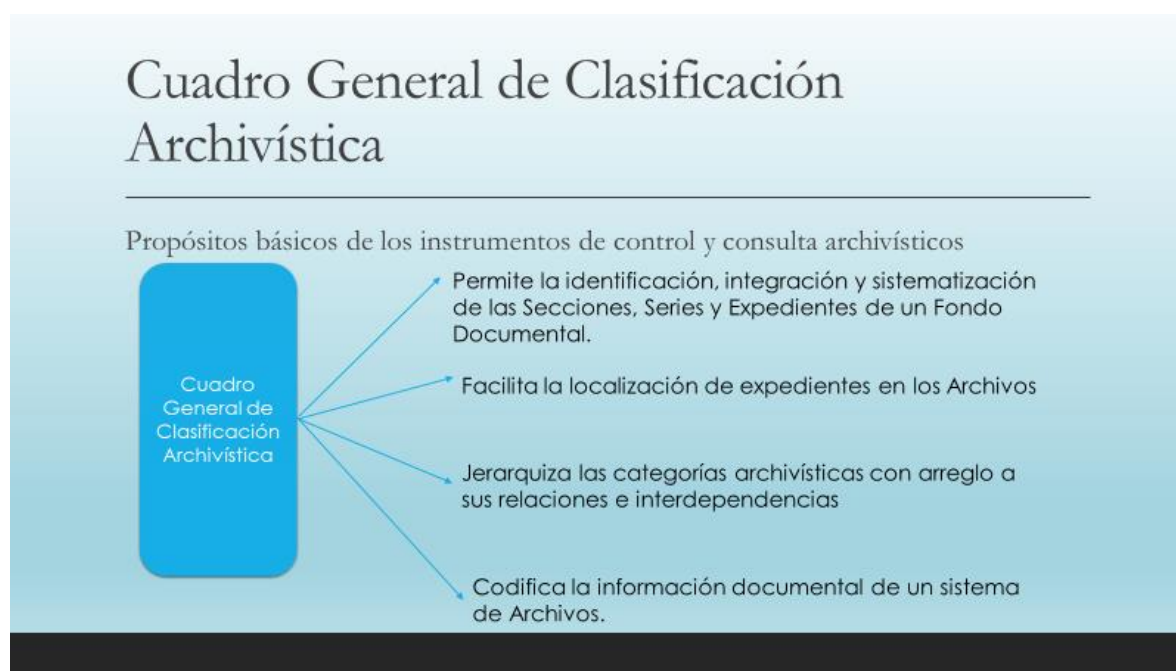 Cuadro General de Clasificación
Archivística
Propósitos básicos de los instrumentos de control y consulta archivísticos
Cuadro
General de
Clasificación
Archivística
Permite la identificación, integración y sistematización
de las Secciones, Series y Expedientes de un Fondo
Documental.
Facilita la localización de expedientes en los Archivos
Jerarquiza las categorías archivísticas con arreglo a
sus relaciones e interdependencias
Codifica la información documental de un sistema
de Archivos.